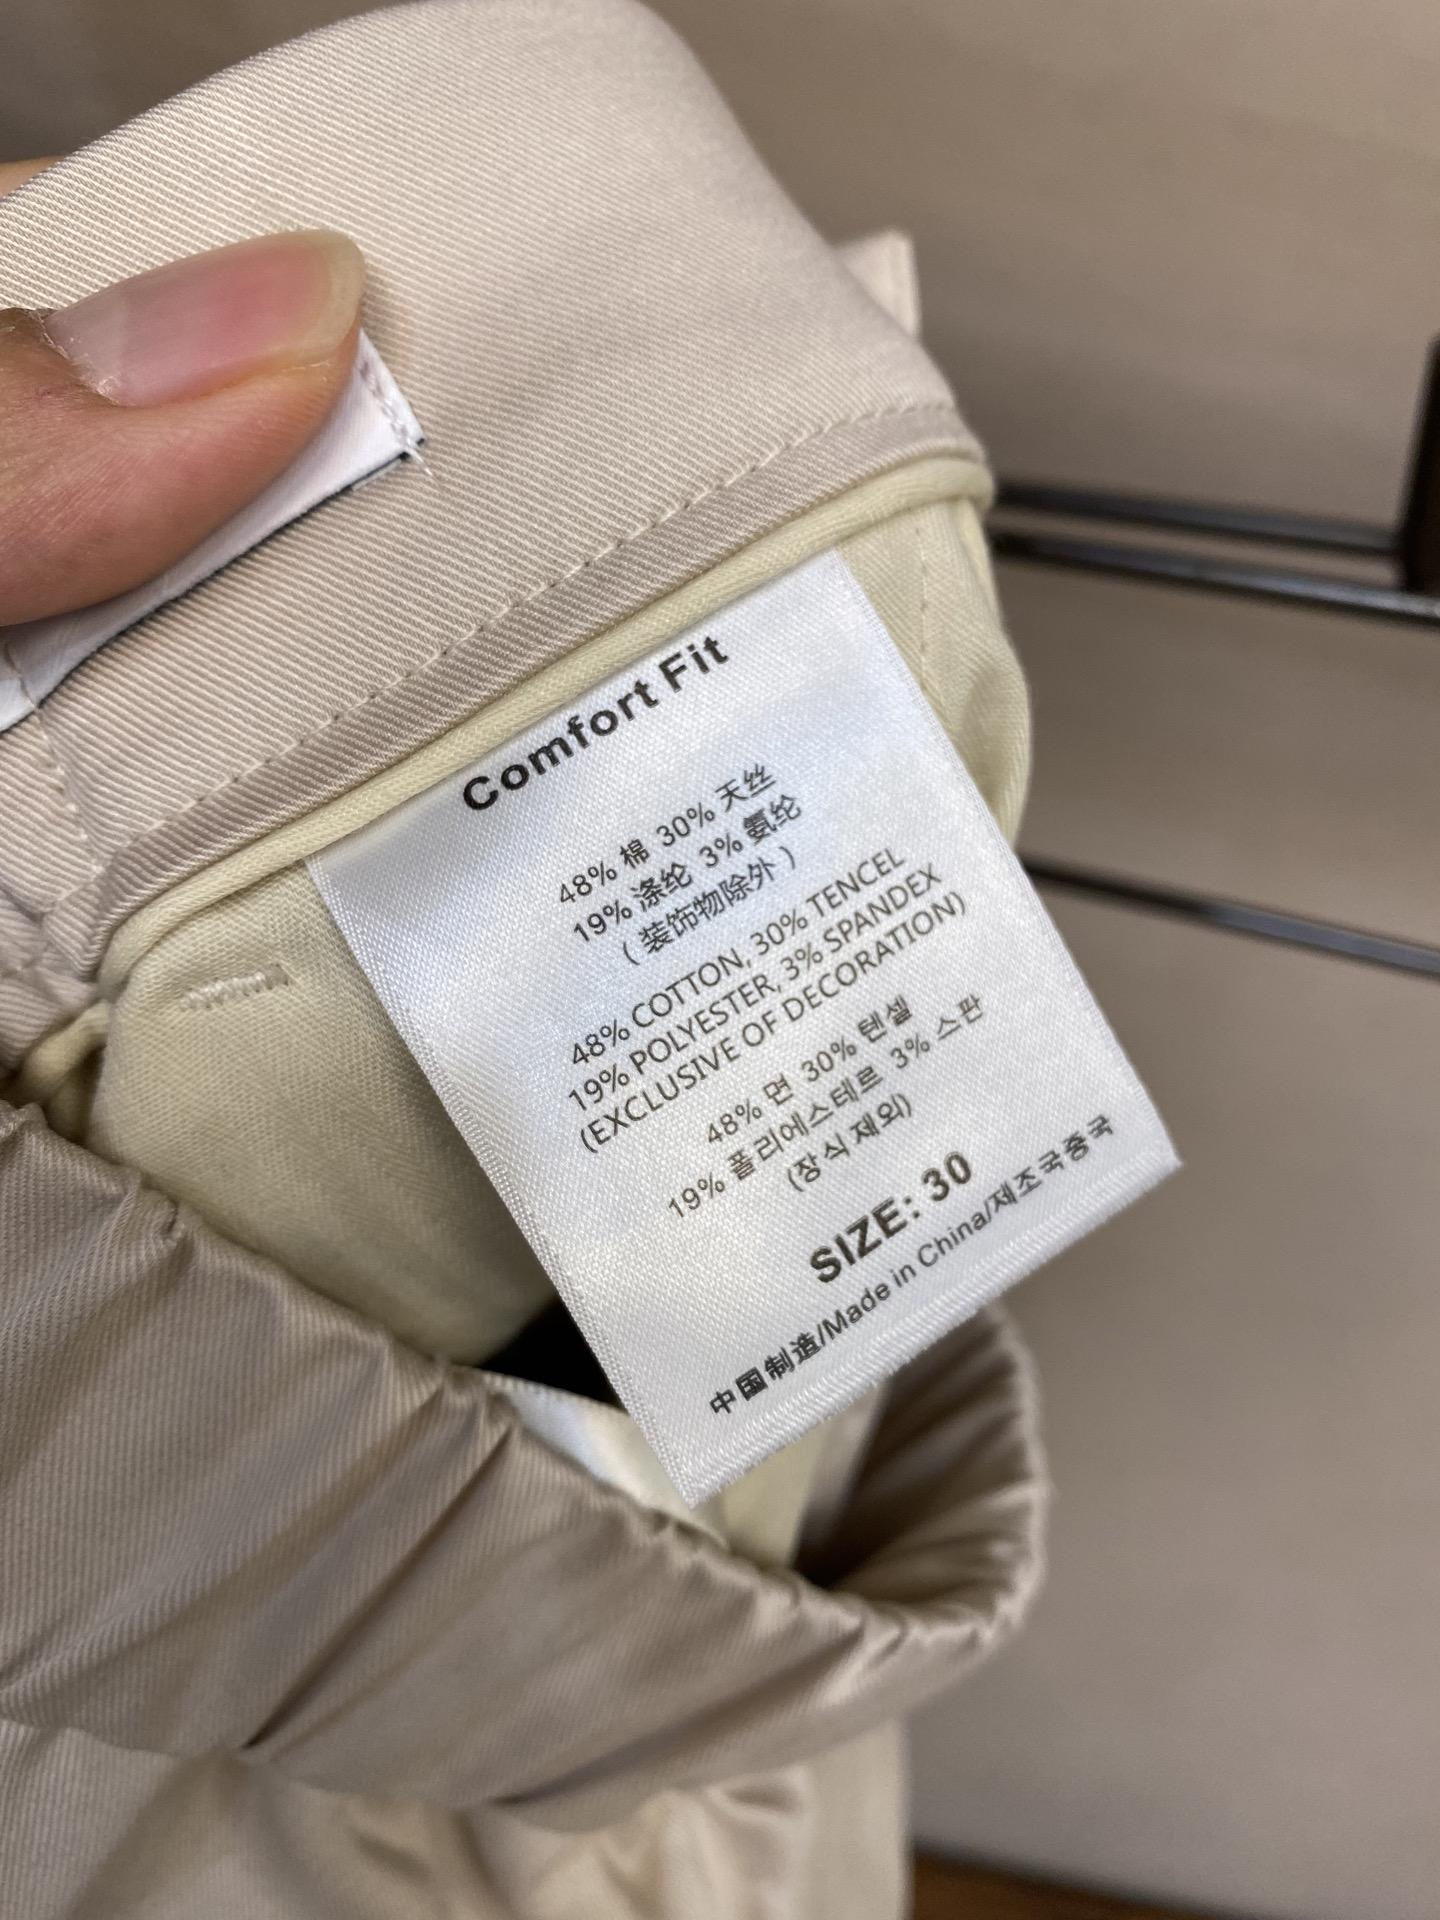 Comfort Fit
48% 棉 30% 天丝
19% 涤纶 3% 氨纶
(装饰物除外)
48% COTTON, 30% TENCEL
19% POLYESTER, 3% SPANDEX
(EXCLUSIVE OF DECORATION)
48% 면 30% 텐셀
19% 폴리에스테르 3% 스판
(장식 제외)
SIZE: 30
中国制造/Made in China/제조국중국